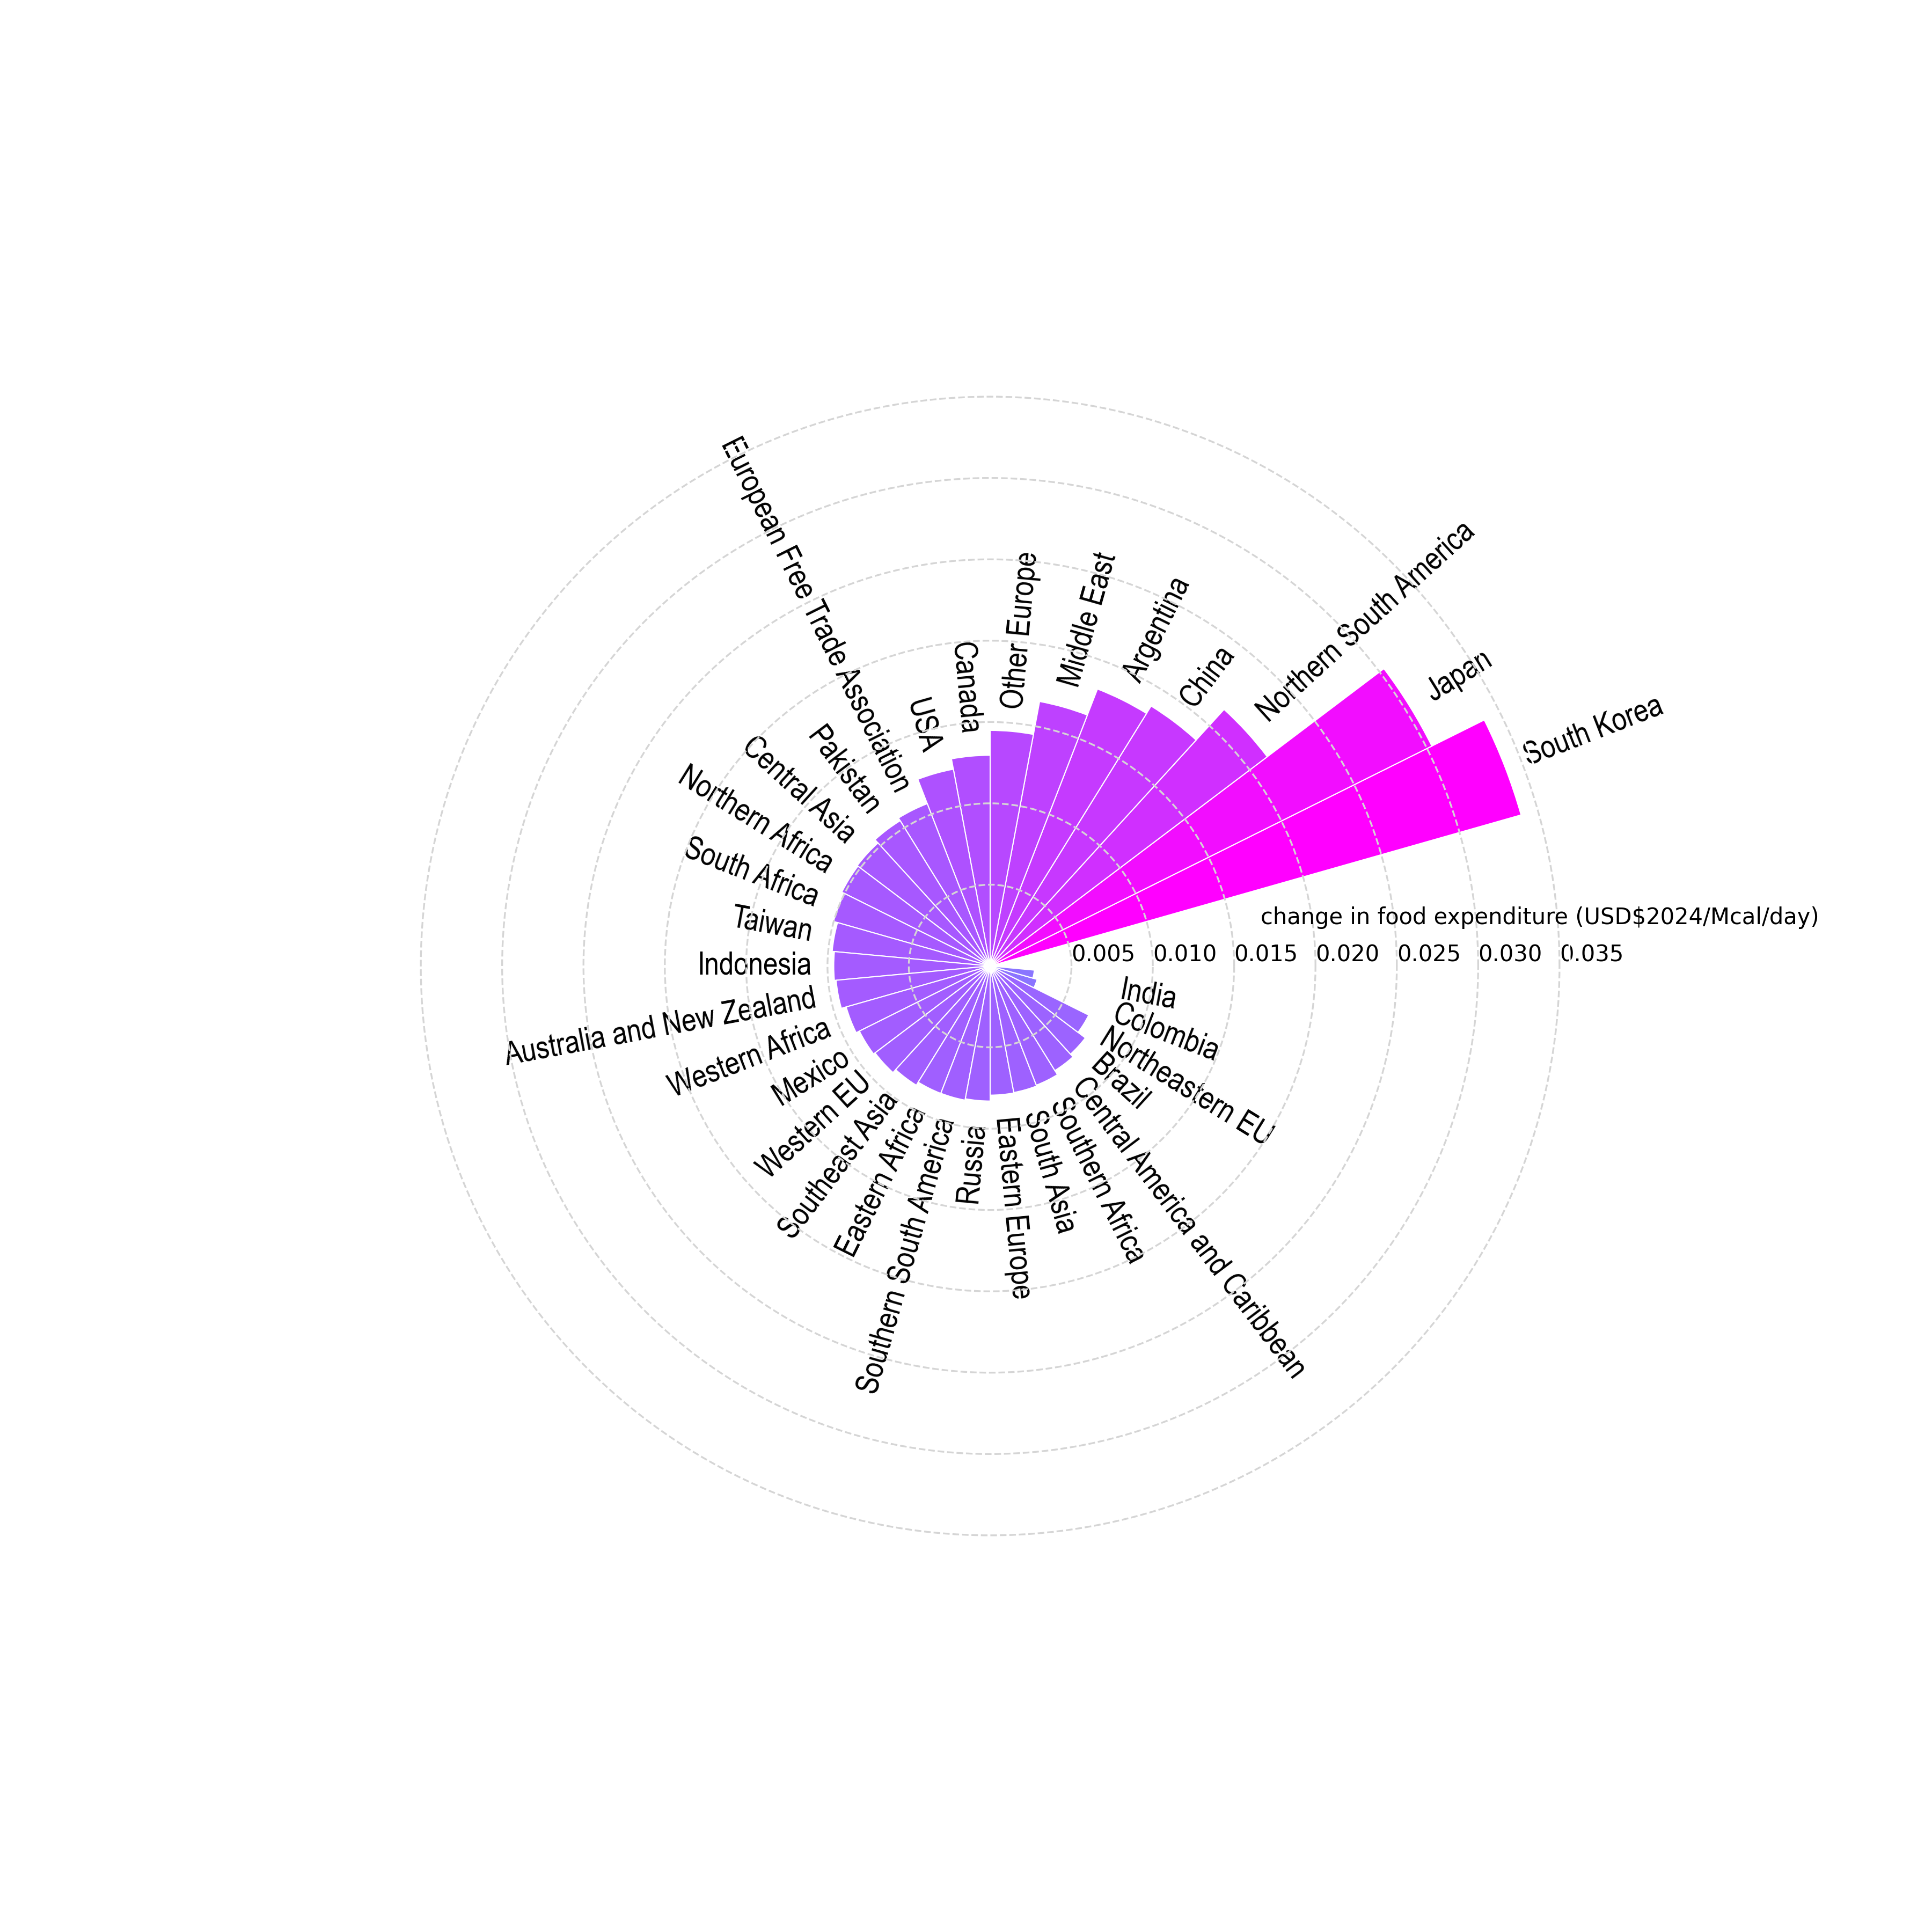 European Free Trade Association
Canada
Other Europe
Middle East
Argentina
China
Northern South America
Japan
South Korea
USA
Pakistan
Central Asia
Northern Africa
South Africa
Taiwan
Indonesia
Australia and New Zealand
Western Africa
Mexico
Western EU
Southeast Asia
Eastern Africa
Southern South America
Russia
Eastern Europe
South Asia
Southern Africa
Central America and Caribbean
Brazil
Northeastern EU
Colombia
India
change in food expenditure (USD$2024/Mcal/day)
0.005 0.010 0.015 0.020 0.025 0.030 0.035